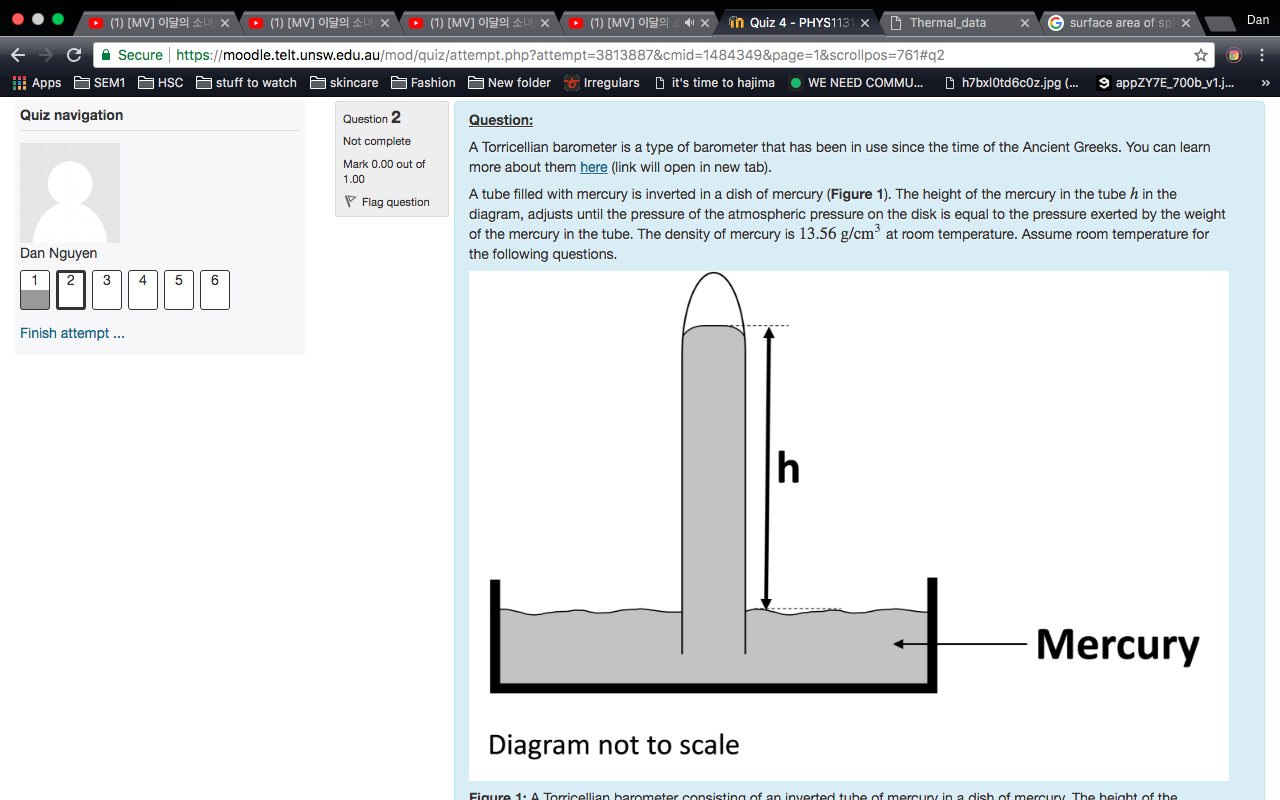 (1) [MV] 이달의 소녀
(1) [MV] 이달의 소녀
(1) [MV] 이달의 소녀
(1) [MV] 이달의
Quiz 4 - PHYS1131
Thermal_data
surface area of sp
Dan
Secure
https://moodle.telt.unsw.edu.au/mod/quiz/attempt.php?attempt=3813887&cmid=1484349&page=1&scrollpos=761#q2
Apps
SEM1
HSC
stuff to watch
skincare
Fashion
New folder
Irregulars
it's time to hajima
WE NEED COMMU...
h7bxl0td6c0z.jpg (...
appZY7E_700b_v1.j...
»
Quiz navigation
Dan Nguyen
1 2 3 4 5 6
Finish attempt ...
Question 2
Not complete
Mark 0.00 out of
1.00
Flag question
Question:
A Torricellian barometer is a type of barometer that has been in use since the time of the Ancient Greeks. You can learn
more about them here (link will open in new tab).
A tube filled with mercury is inverted in a dish of mercury (Figure 1). The height of the mercury in the tube h in the
diagram, adjusts until the pressure of the atmospheric pressure on the disk is equal to the pressure exerted by the weight
of the mercury in the tube. The density of mercury is 13.56 g/cm³ at room temperature. Assume room temperature for
the following questions.
h
Mercury
Diagram not to scale
Figure 1: A Torricellian barometer consisting of an inverted tube of mercury in a dish of mercury. The height of the